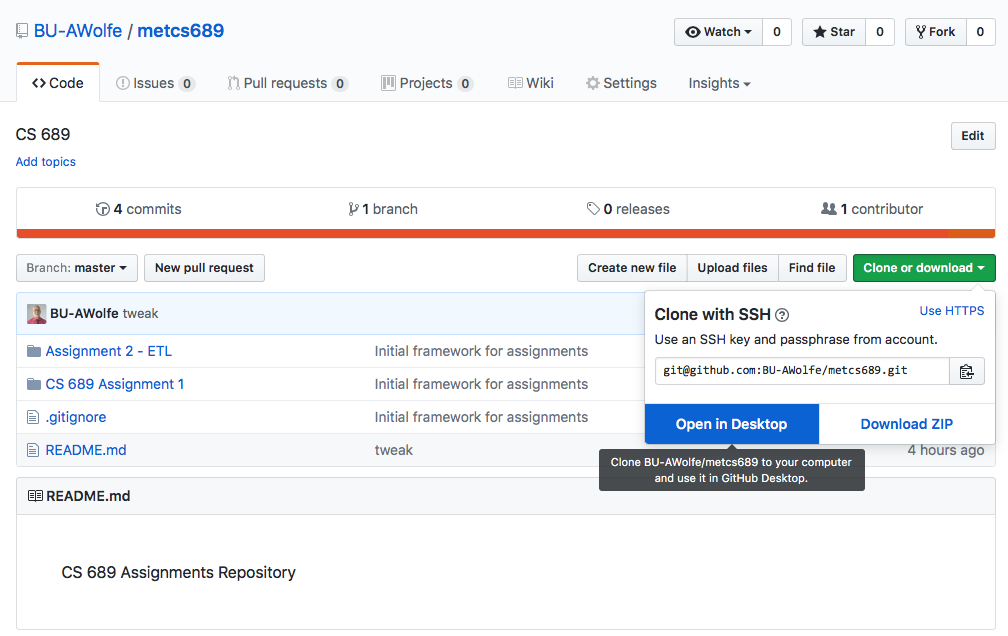 BU-AWolfe / metcs689
Watch 0 Star 0 Fork 0
Code Issues 0 Pull requests 0 Projects 0 Wiki Settings Insights
CS 689
Edit
Add topics
4 commits 1 branch 0 releases 1 contributor
Branch: master New pull request Create new file Upload files Find file Clone or download
BU-AWolfe tweak
Clone with SSH Use HTTPS
Use an SSH key and passphrase from account.
git@github.com:BU-AWolfe/metcs689.git
Open in Desktop Download ZIP
Assignment 2 - ETL Initial framework for assignments
CS 689 Assignment 1 Initial framework for assignments
.gitignore Initial framework for assignments
README.md tweak 4 hours ago
Clone BU-AWolfe/metcs689 to your computer
and use it in GitHub Desktop.
README.md
CS 689 Assignments Repository